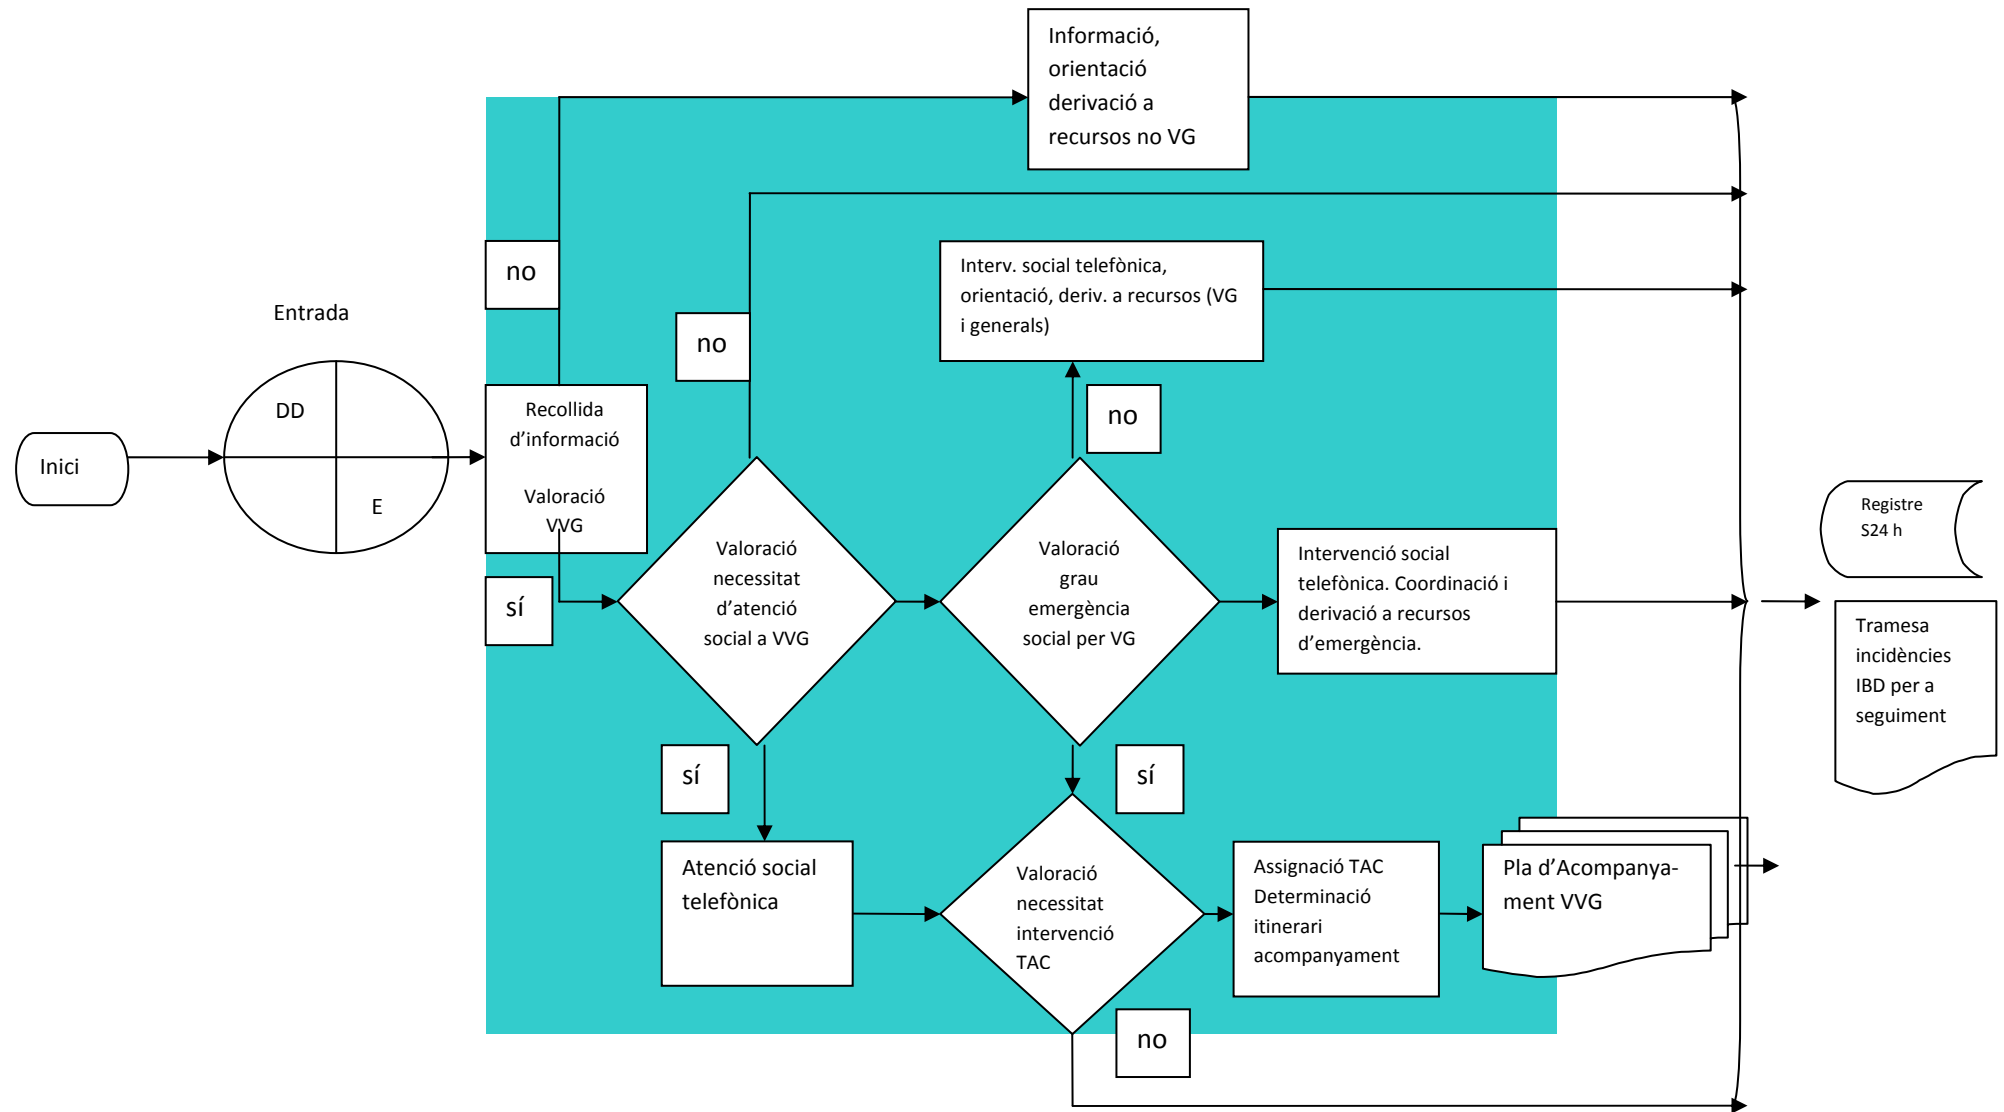 Informació,
orientació
derivació a
recursos no VG
no
Interv. social telefònica,
orientació, deriv. a recursos (VG
i generals)
Entrada
no
DD
E
Inici
Recollida
d’informació
Valoració
VVG
no
sí
Valoració
necessitat
d’atenció
social a VVG
Valoració
grau
emergència
social per VG
Intervenció social
telefònica. Coordinació i
derivació a recursos
d’emergència.
Registre
S24 h
Tramesa
incidències
IBD per a
seguiment
sí
sí
Atenció social
telefònica
Valoració
necessitat
intervenció
TAC
Assignació TAC
Determinació
itinerari
acompanyament
Pla d’Acompanya-
ment VVG
no